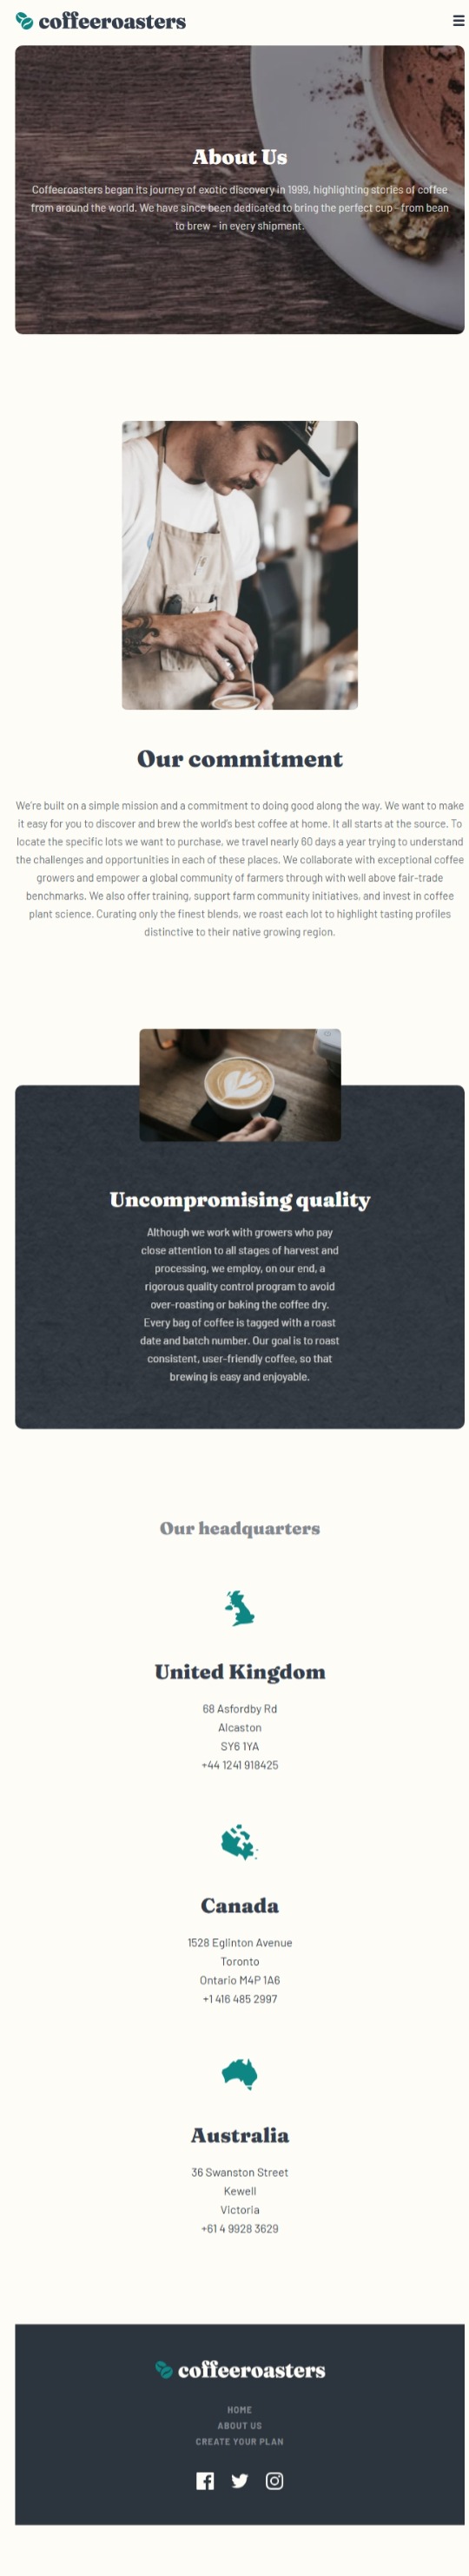 coffeeroasters
About Us
Coffeeroasters began its journey of exotic discovery in 1999, highlighting stories of coffee
from around the world. We have since been dedicated to bring the perfect cup - from bean
to brew - in every shipment.
Our commitment
We're built on a simple mission and a commitment to doing good along the way. We want to make
it easy for you to discover and brew the world's best coffee at home. It all starts at the source. To
locate the specific lots we want to purchase, we travel nearly 60 days a year trying to understand
the challenges and opportunities in each of these places. We collaborate with exceptional coffee
growers and empower a global community of farmers through with well above fair-trade
benchmarks. We also offer training, support farm community initiatives, and invest in coffee
plant science. Curating only the finest blends, we roast each lot to highlight tasting profiles
distinctive to their native growing region.
Uncompromising quality
Although we work with growers who pay
close attention to all stages of harvest and
processing, we employ, on our end, a
rigorous quality control program to avoid
over-roasting or baking the coffee dry.
Every bag of coffee is tagged with a roast
date and batch number. Our goal is to roast
consistent, user-friendly coffee, so that
brewing is easy and enjoyable.
Our headquarters
United Kingdom
68 Asfordby Rd
Alcaston
SY6 1YA
+44 1241 918425
Canada
1528 Eglinton Avenue
Toronto
Ontario M4P 1A6
+1 416 485 2997
Australia
36 Swanston Street
Kewell
Victoria
+61 4 9928 3629
coffeeroasters
HOME
ABOUT US
CREATE YOUR PLAN